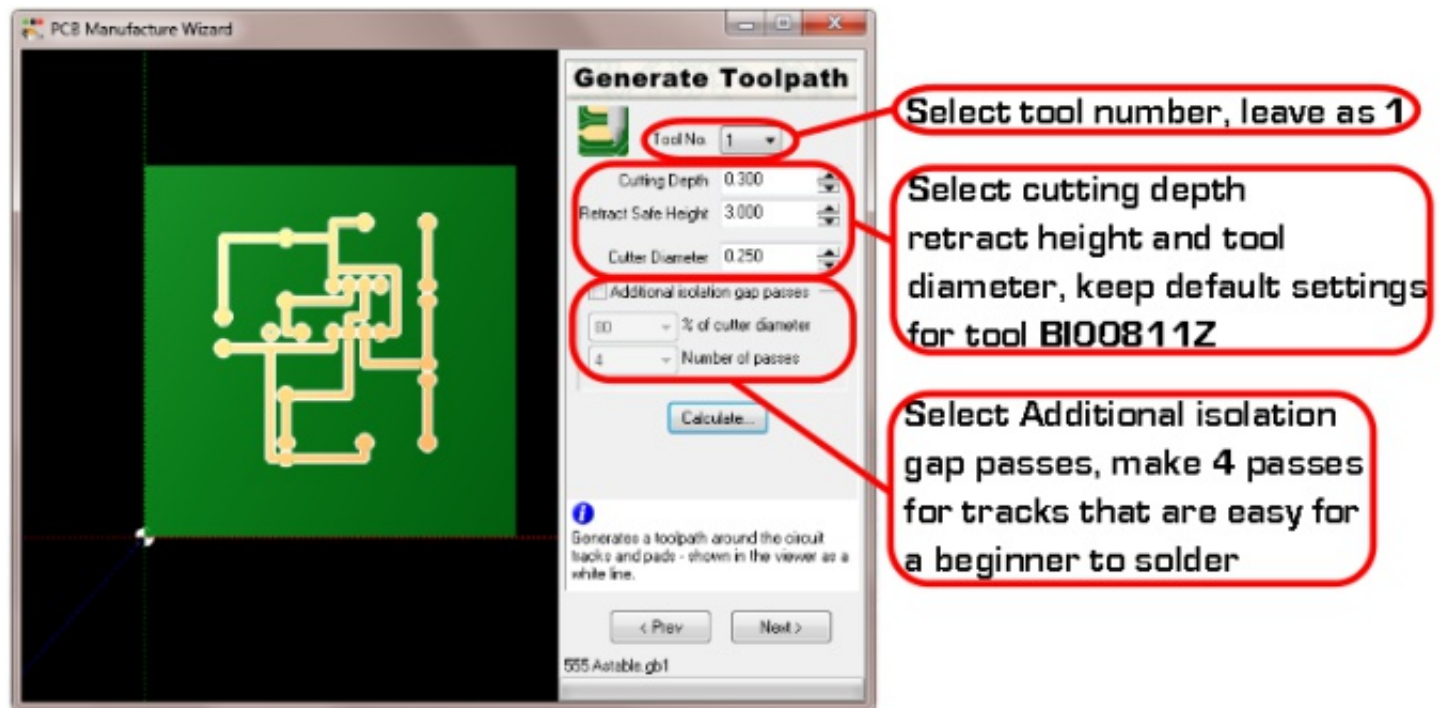 PCB Manufacture Wizard
Generate Toolpath
Tool No. 1
Cutting Depth 0.300
Retract Safe Height 3.000
Cutter Diameter 0.250
Additional isolation gap passes
80 % of cutter diameter
4 Number of passes
Calculate...
Generates a toolpath around the circuit
tracks and pads - shown in the viewer as a
white line.
< Prev Next >
555 Astable.gb1
Select tool number, leave as 1
Select cutting depth
retract height and tool
diameter, keep default settings
for tool BI00811Z
Select Additional isolation
gap passes, make 4 passes
for tracks that are easy for
a beginner to solder